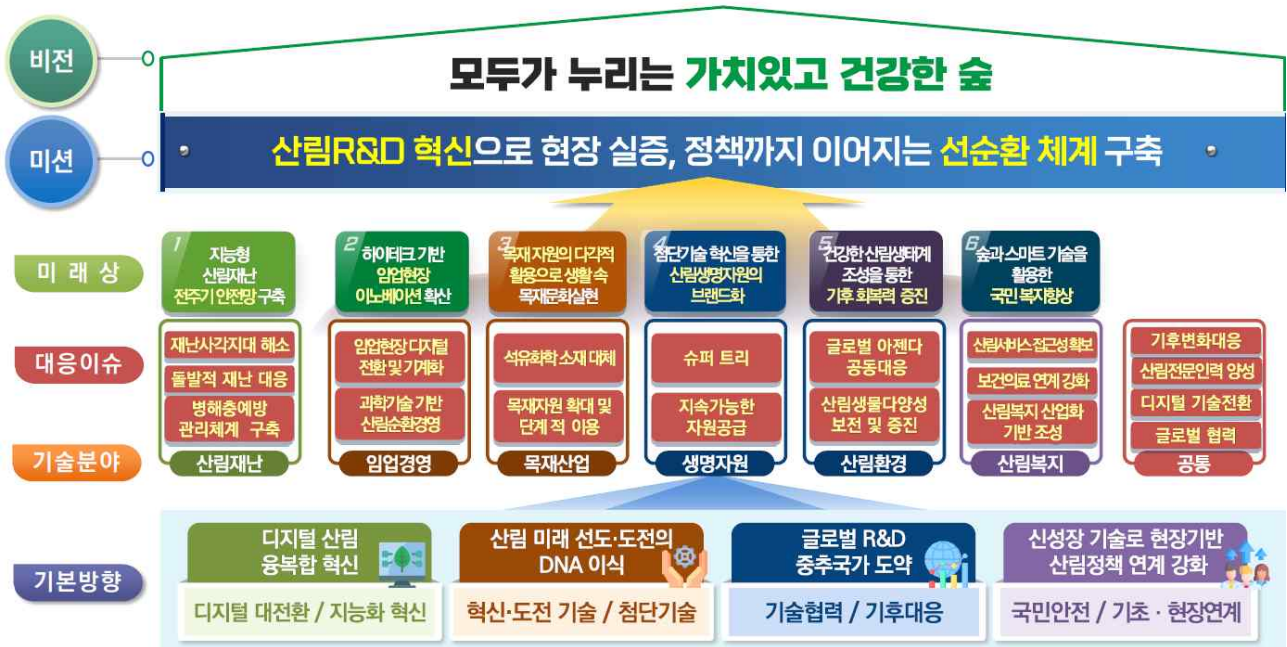 비전
모두가 누리는 가치있고 건강한 숲
미션
산림R&D 혁신으로 현장 실증, 정책까지 이어지는 선순환 체계 구축
미 래 상
1
지능형
산림재난
전주기 안전망 구축
2
하이테크 기반
임업현장
이노베이션 확산
3
목재 자원의 다각적
활용으로 생활 속
목재문화실현
4
첨단기술 혁신을 통한
산림생명자원의
브랜드화
5
건강한 산림생태계
조성을 통한
기후 회복력 증진
6
숲과 스마트 기술을
활용한
국민 복지향상
대응이슈
재난사각지대 해소
돌발적 재난 대응
병해충예방
관리체계 구축
임업현장 디지털
전환 및 기계화
과학기술 기반
산림순환경영
석유화학 소재 대체
목재자원 확대 및
단계 적 이용
슈퍼 트리
지속가능한
자원공급
글로벌 아젠다
공동대응
산림생물다양성
보전 및 증진
산림서비스 접근성 확보
보건의료 연계 강화
산림복지 산업화
기반 조성
기후변화대응
산림전문인력 양성
디지털 기술전환
글로벌 협력
기술분야
산림재난
임업경영
목재산업
생명자원
산림환경
산림복지
공통
기본방향
디지털 산림
융복합 혁신
디지털 대전환 / 지능화 혁신
산림 미래 선도·도전의
DNA 이식
혁신·도전 기술 / 첨단기술
글로벌 R&D
중추국가 도약
기술협력 / 기후대응
신성장 기술로 현장기반
산림정책 연계 강화
국민안전 / 기초 · 현장연계